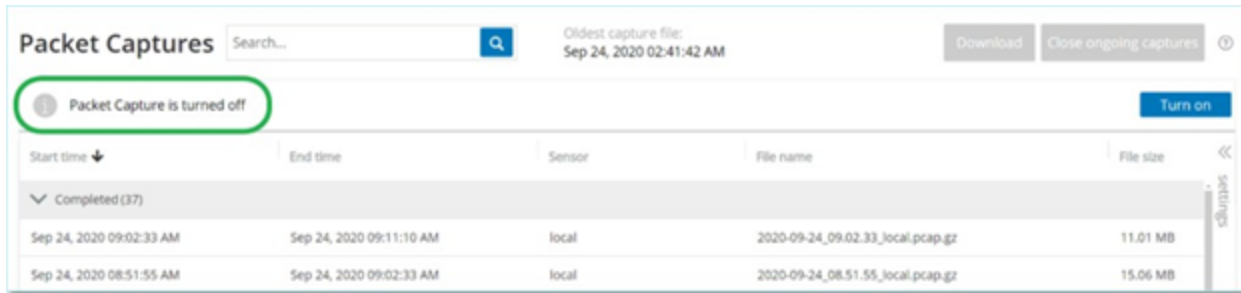 Packet Captures Search... Oldest capture file: Download Close ongoing captures
Sep 24, 2020 02:41:42 AM
Packet Capture is turned off Turn on
Start time End time Sensor File name File size
settings
Completed (37)
Sep 24, 2020 09:02:33 AM Sep 24, 2020 09:11:10 AM local 2020-09-24_09.02.33_local.pcap.gz 11.01 MB
Sep 24, 2020 08:51:55 AM Sep 24, 2020 09:02:33 AM local 2020-09-24_08.51.55_local.pcap.gz 15.06 MB